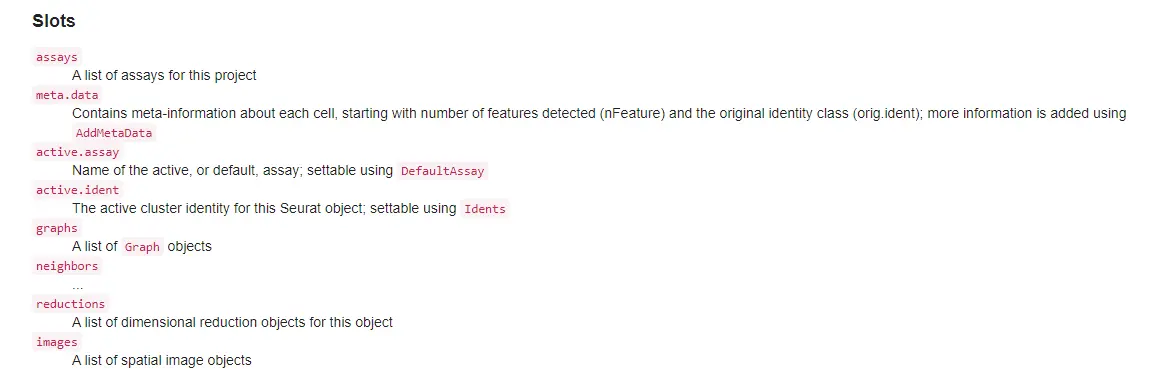 Slots
assays
A list of assays for this project
meta.data
Contains meta-information about each cell, starting with number of features detected (nFeature) and the original identity class (orig.ident); more information is added using
AddMetaData
active.assay
Name of the active, or default, assay; settable using DefaultAssay
active.ident
The active cluster identity for this Seurat object; settable using Idents
graphs
A list of Graph objects
neighbors
...
reductions
A list of dimensional reduction objects for this object
images
A list of spatial image objects